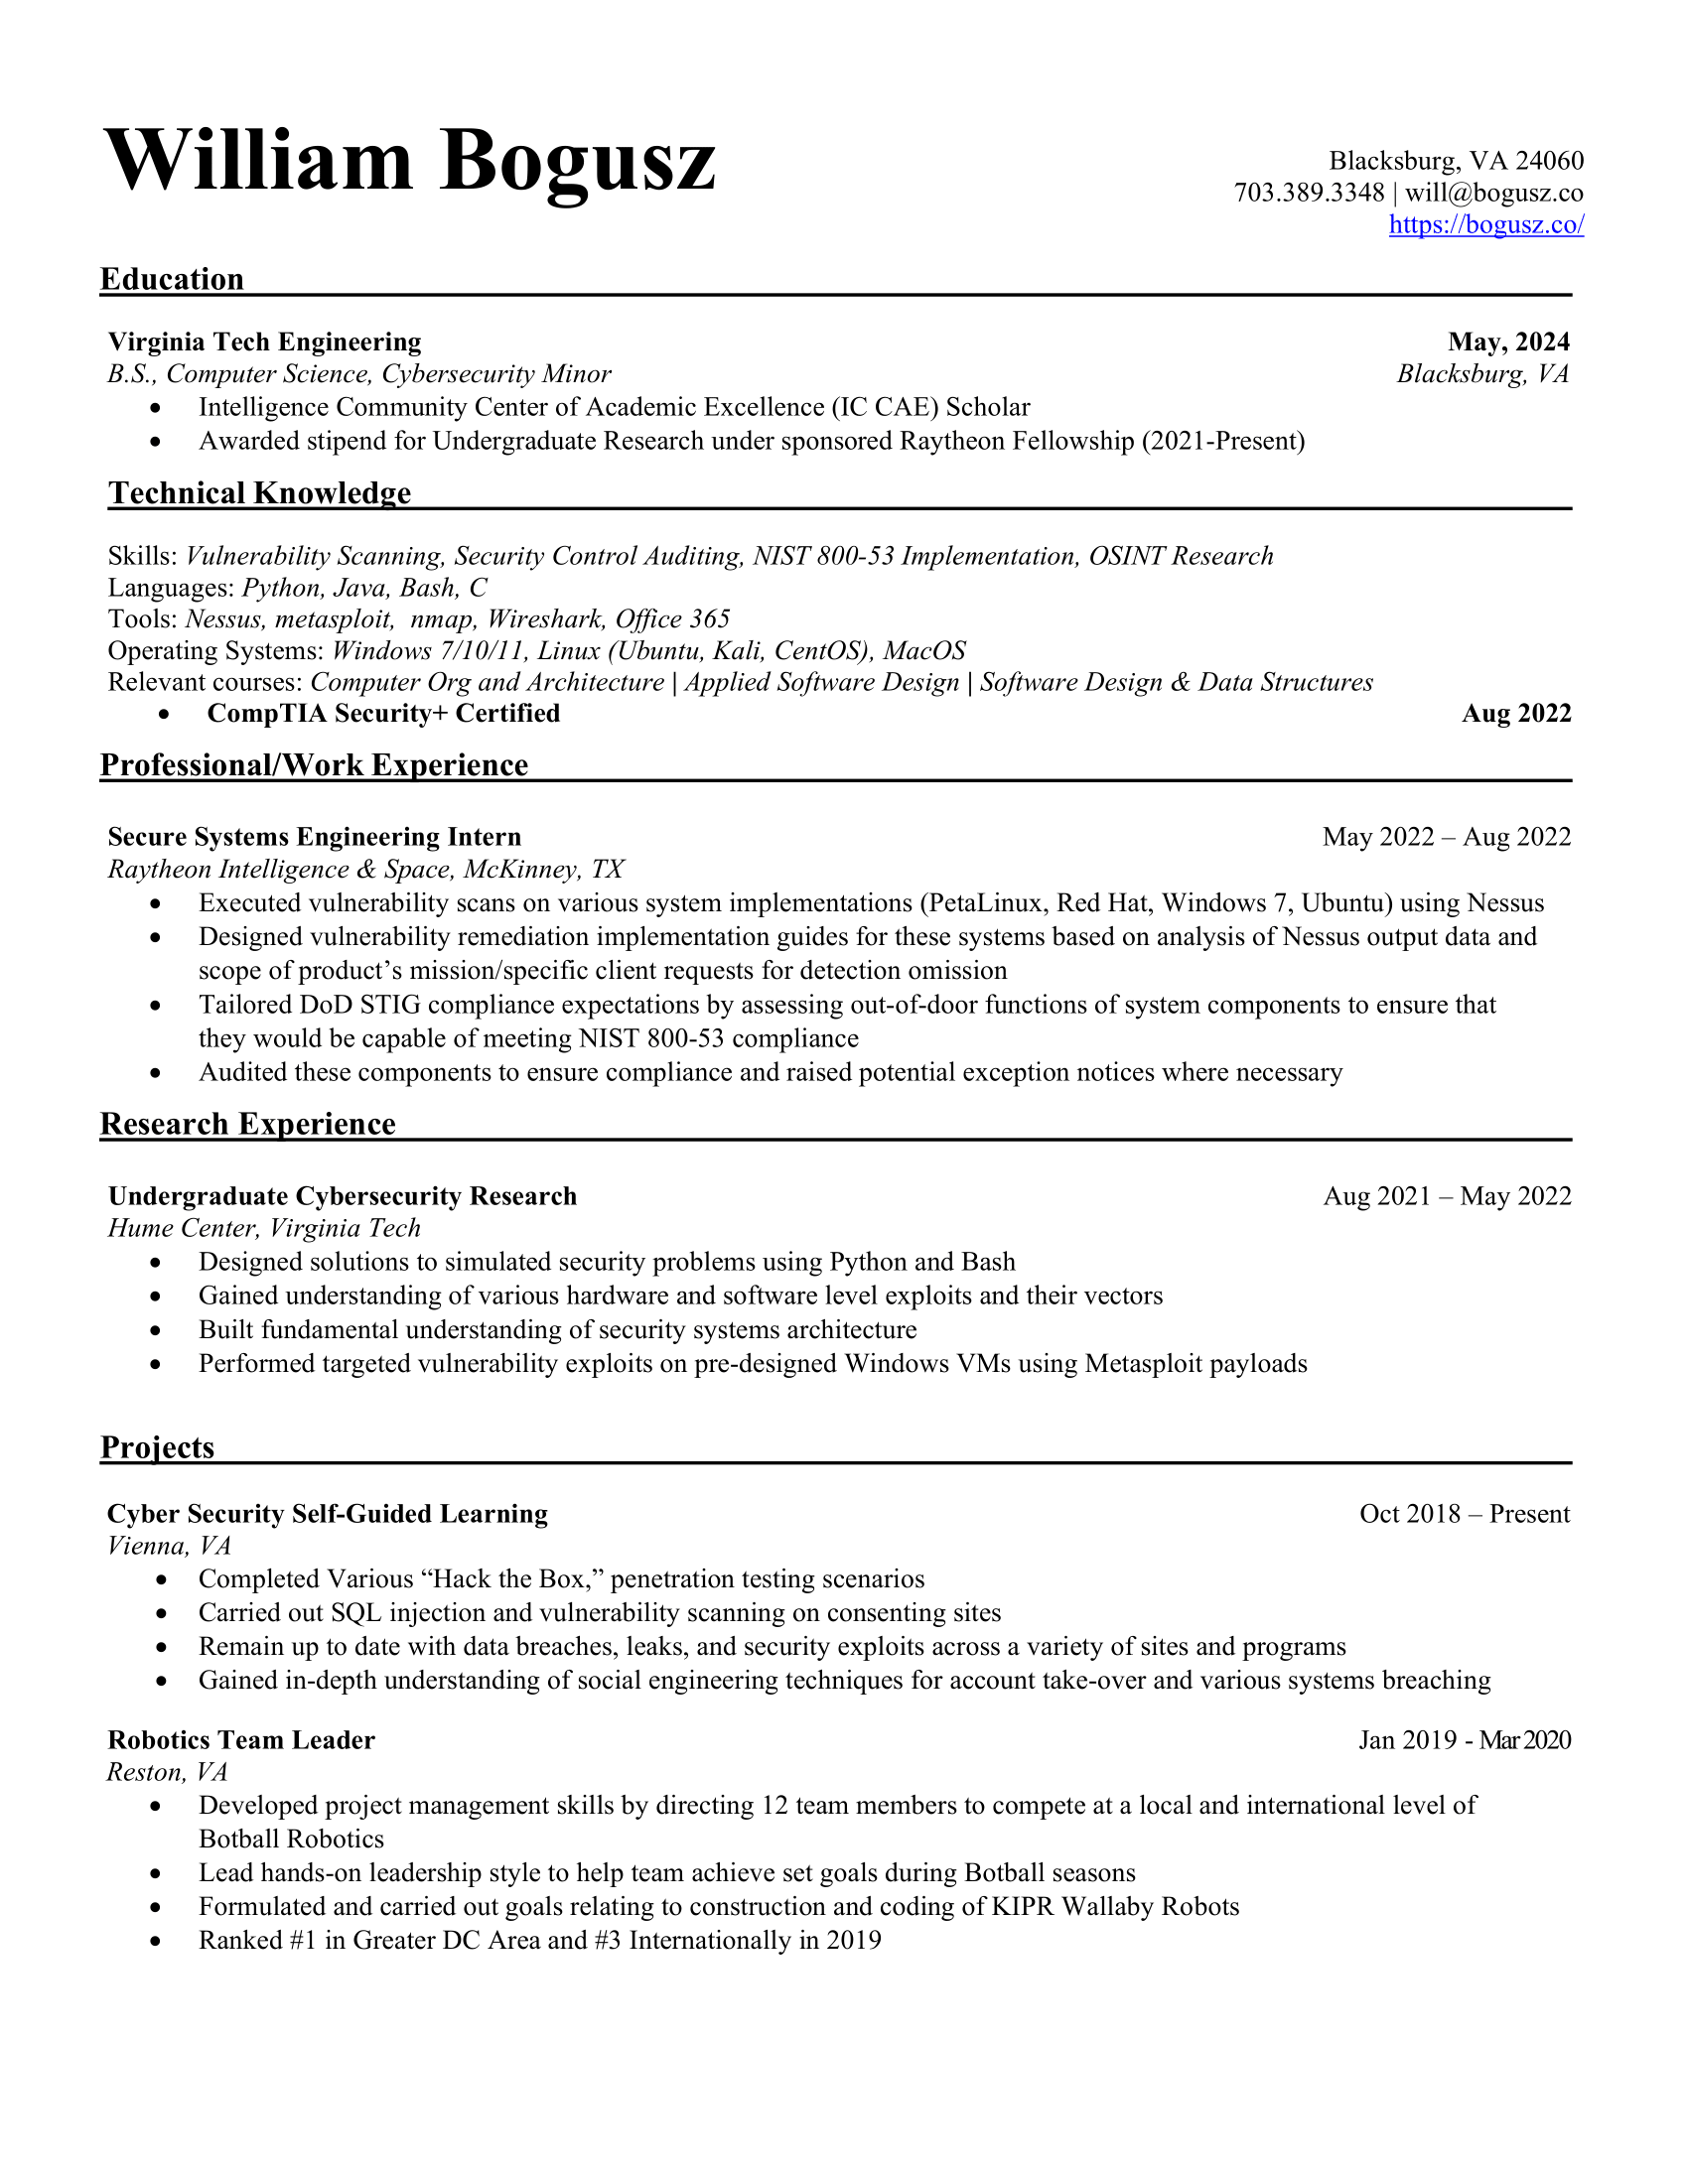 William Bogusz
Blacksburg, VA 24060
703.389.3348 | will@bogusz.co
https://bogusz.co/
Education
Virginia Tech Engineering May, 2024
B.S., Computer Science, Cybersecurity Minor Blacksburg, VA
• Intelligence Community Center of Academic Excellence (IC CAE) Scholar
• Awarded stipend for Undergraduate Research under sponsored Raytheon Fellowship (2021-Present)
Technical Knowledge
Skills: Vulnerability Scanning, Security Control Auditing, NIST 800-53 Implementation, OSINT Research
Languages: Python, Java, Bash, C
Tools: Nessus, metasploit, nmap, Wireshark, Office 365
Operating Systems: Windows 7/10/11, Linux (Ubuntu, Kali, CentOS), MacOS
Relevant courses: Computer Org and Architecture | Applied Software Design | Software Design & Data Structures
• CompTIA Security+ Certified Aug 2022
Professional/Work Experience
Secure Systems Engineering Intern May 2022 – Aug 2022
Raytheon Intelligence & Space, McKinney, TX
• Executed vulnerability scans on various system implementations (PetaLinux, Red Hat, Windows 7, Ubuntu) using Nessus
• Designed vulnerability remediation implementation guides for these systems based on analysis of Nessus output data and
scope of product’s mission/specific client requests for detection omission
• Tailored DoD STIG compliance expectations by assessing out-of-door functions of system components to ensure that
they would be capable of meeting NIST 800-53 compliance
• Audited these components to ensure compliance and raised potential exception notices where necessary
Research Experience
Undergraduate Cybersecurity Research Aug 2021 – May 2022
Hume Center, Virginia Tech
• Designed solutions to simulated security problems using Python and Bash
• Gained understanding of various hardware and software level exploits and their vectors
• Built fundamental understanding of security systems architecture
• Performed targeted vulnerability exploits on pre-designed Windows VMs using Metasploit payloads
Projects
Cyber Security Self-Guided Learning Oct 2018 – Present
Vienna, VA
• Completed Various “Hack the Box,” penetration testing scenarios
• Carried out SQL injection and vulnerability scanning on consenting sites
• Remain up to date with data breaches, leaks, and security exploits across a variety of sites and programs
• Gained in-depth understanding of social engineering techniques for account take-over and various systems breaching
Robotics Team Leader Jan 2019 - Mar 2020
Reston, VA
• Developed project management skills by directing 12 team members to compete at a local and international level of
Botball Robotics
• Lead hands-on leadership style to help team achieve set goals during Botball seasons
• Formulated and carried out goals relating to construction and coding of KIPR Wallaby Robots
• Ranked #1 in Greater DC Area and #3 Internationally in 2019